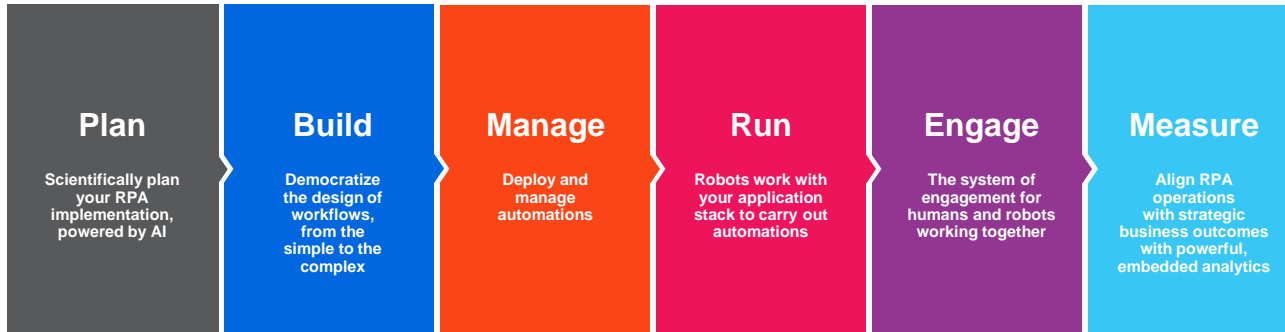 Plan
Scientifically plan
your RPA
implementation,
powered by AI
Build
Democratize
the design of
workflows,
from the
simple to the
complex
Manage
Deploy and
manage
automations
Run
Robots work with
your application
stack to carry out
automations
Engage
The system of
engagement for
humans and robots
working together
Measure
Align RPA
operations
with strategic
business outcomes
with powerful,
embedded analytics